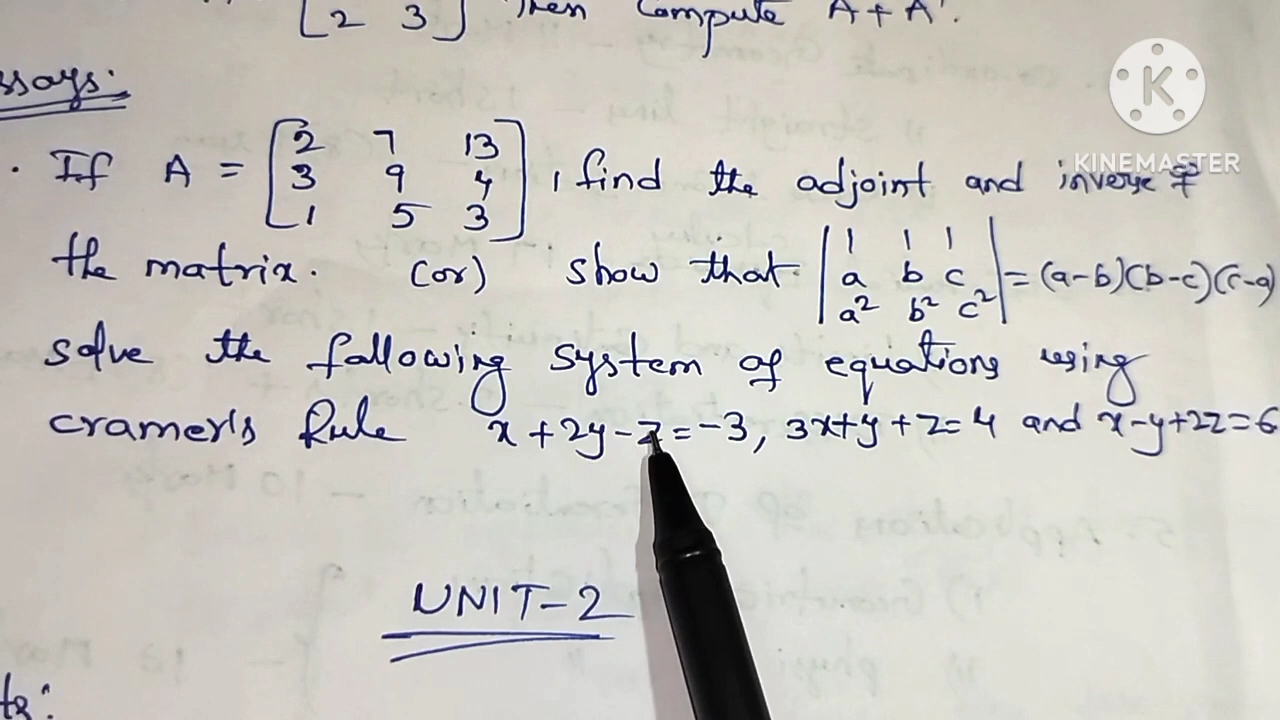 [2 3] Then compute A + A'.
ssays:
. If A = [2 7 13
3 9 4
1 5 3], find the adjoint and inverse of
the matrix. (or) show that |1 1 1
a b c
a² b² c²| = (a-b)(b-c)(c-a)
solve the following system of equations using
cramer's Rule x + 2y - z = -3, 3x + y + z = 4 and x - y + 2z = 6
UNIT-2
K
KINEMASTER